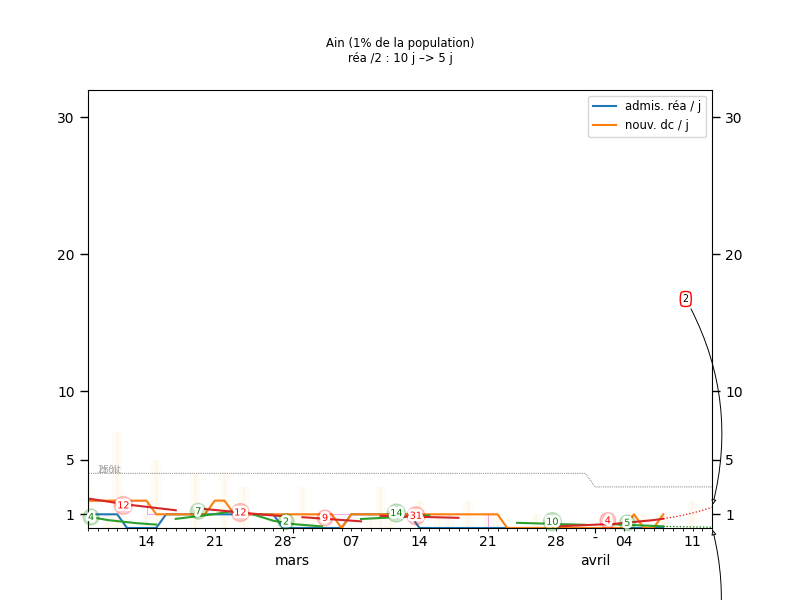 Ain (1% de la population)
réa /2 : 10 j –> 5 j
admis. réa / j
nouv. dc / j
30 30
20 20
2
10 10
5 5
4 12 7 12 2 9 14 31 10 4 5
1 1
14 21 28 07 14 21 28 - 04 11
mars avril